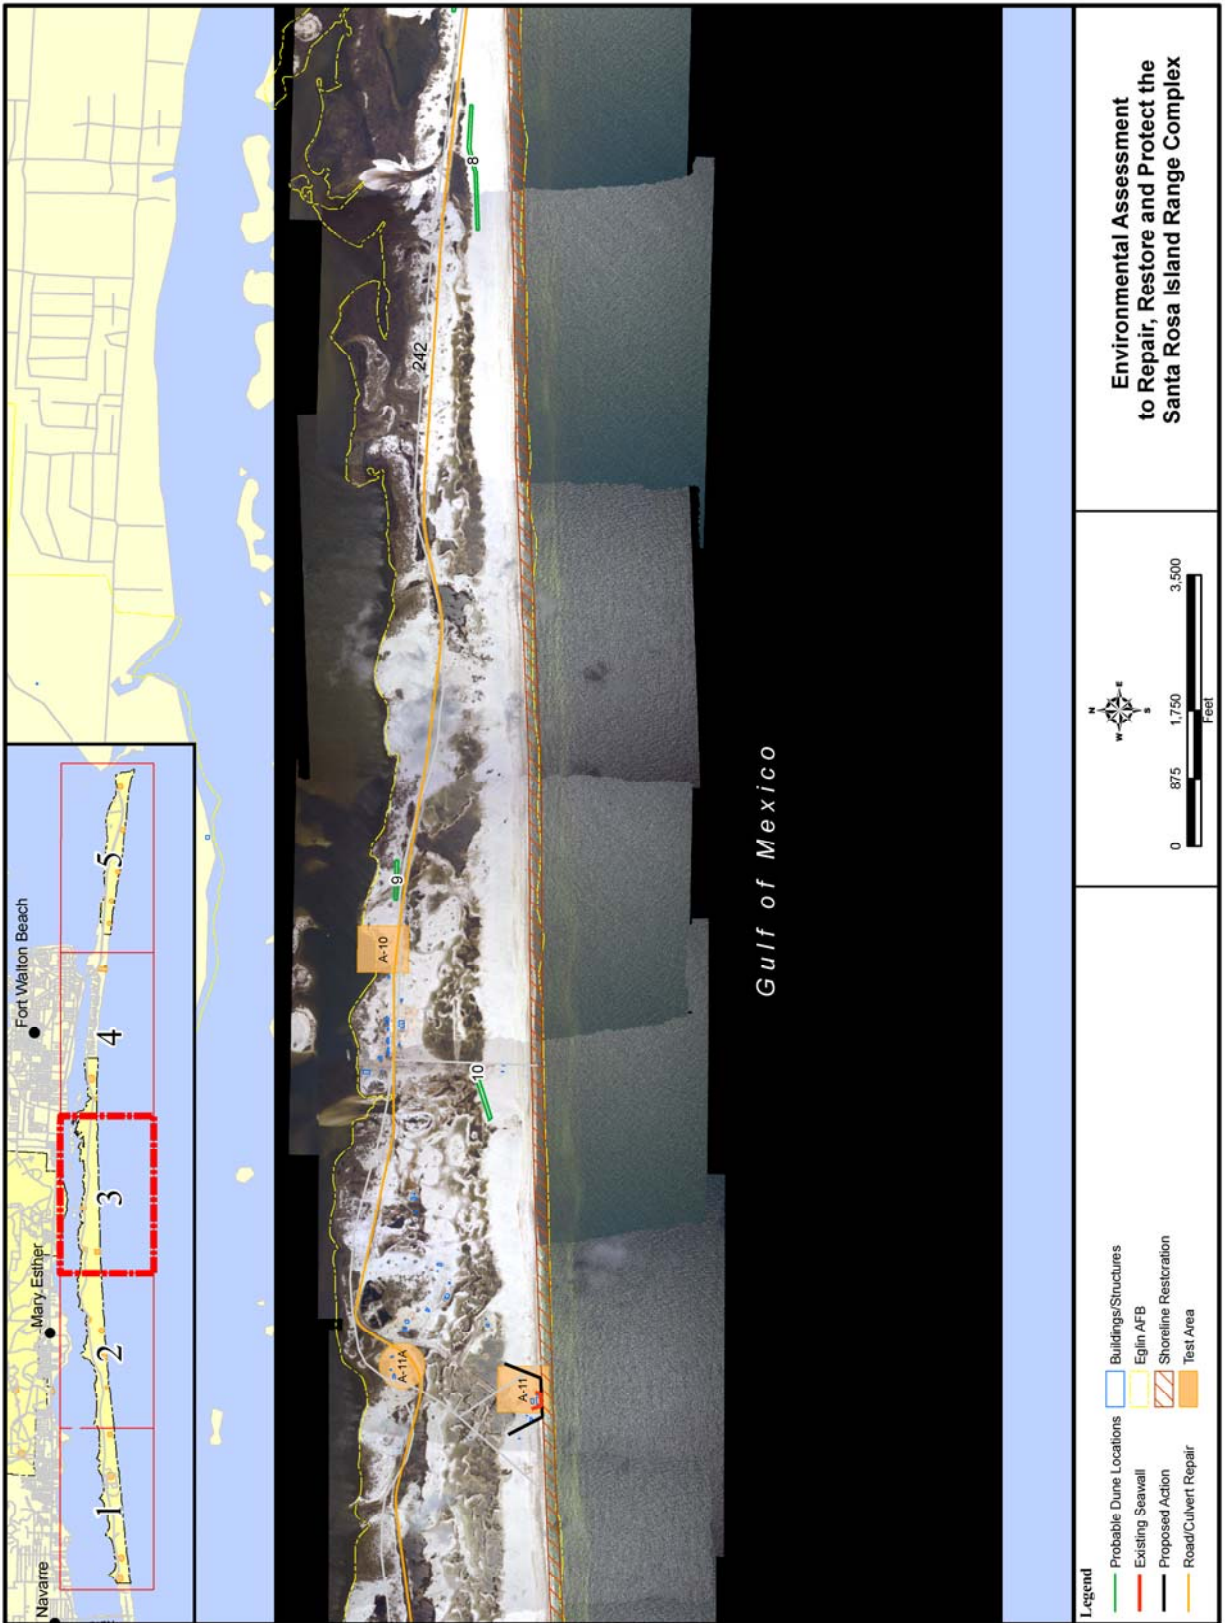 Navarre
Mary Esther
Fort Walton Beach
1
2
3
4
5
A-11A
A-11
10
A-10
9
242
8
Gulf of Mexico
Legend
Probable Dune Locations
Existing Seawall
Proposed Action
Road/Culvert Repair
Buildings/Structures
Eglin AFB
Shoreline Restoration
Test Area
N
W
E
S
0 875 1,750 3,500
Feet
Environmental Assessment
to Repair, Restore and Protect the
Santa Rosa Island Range Complex